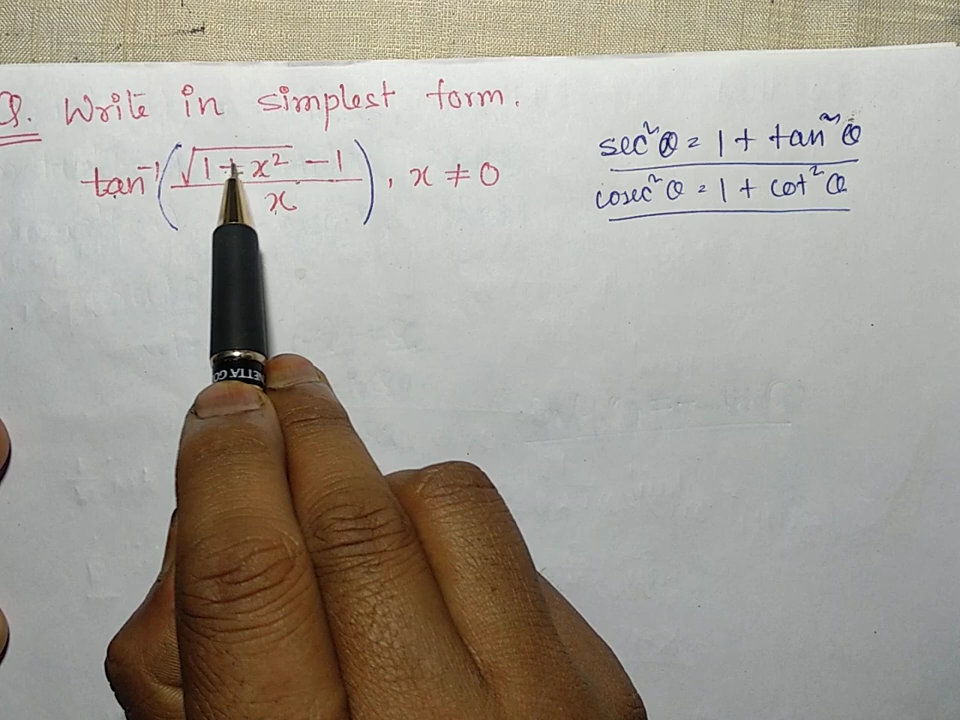 Q. Write in simplest form.
tan⁻¹(√(1+x²) − 1 / x), x ≠ 0
sec²θ = 1 + tan²θ
cosec²θ = 1 + cot²θ